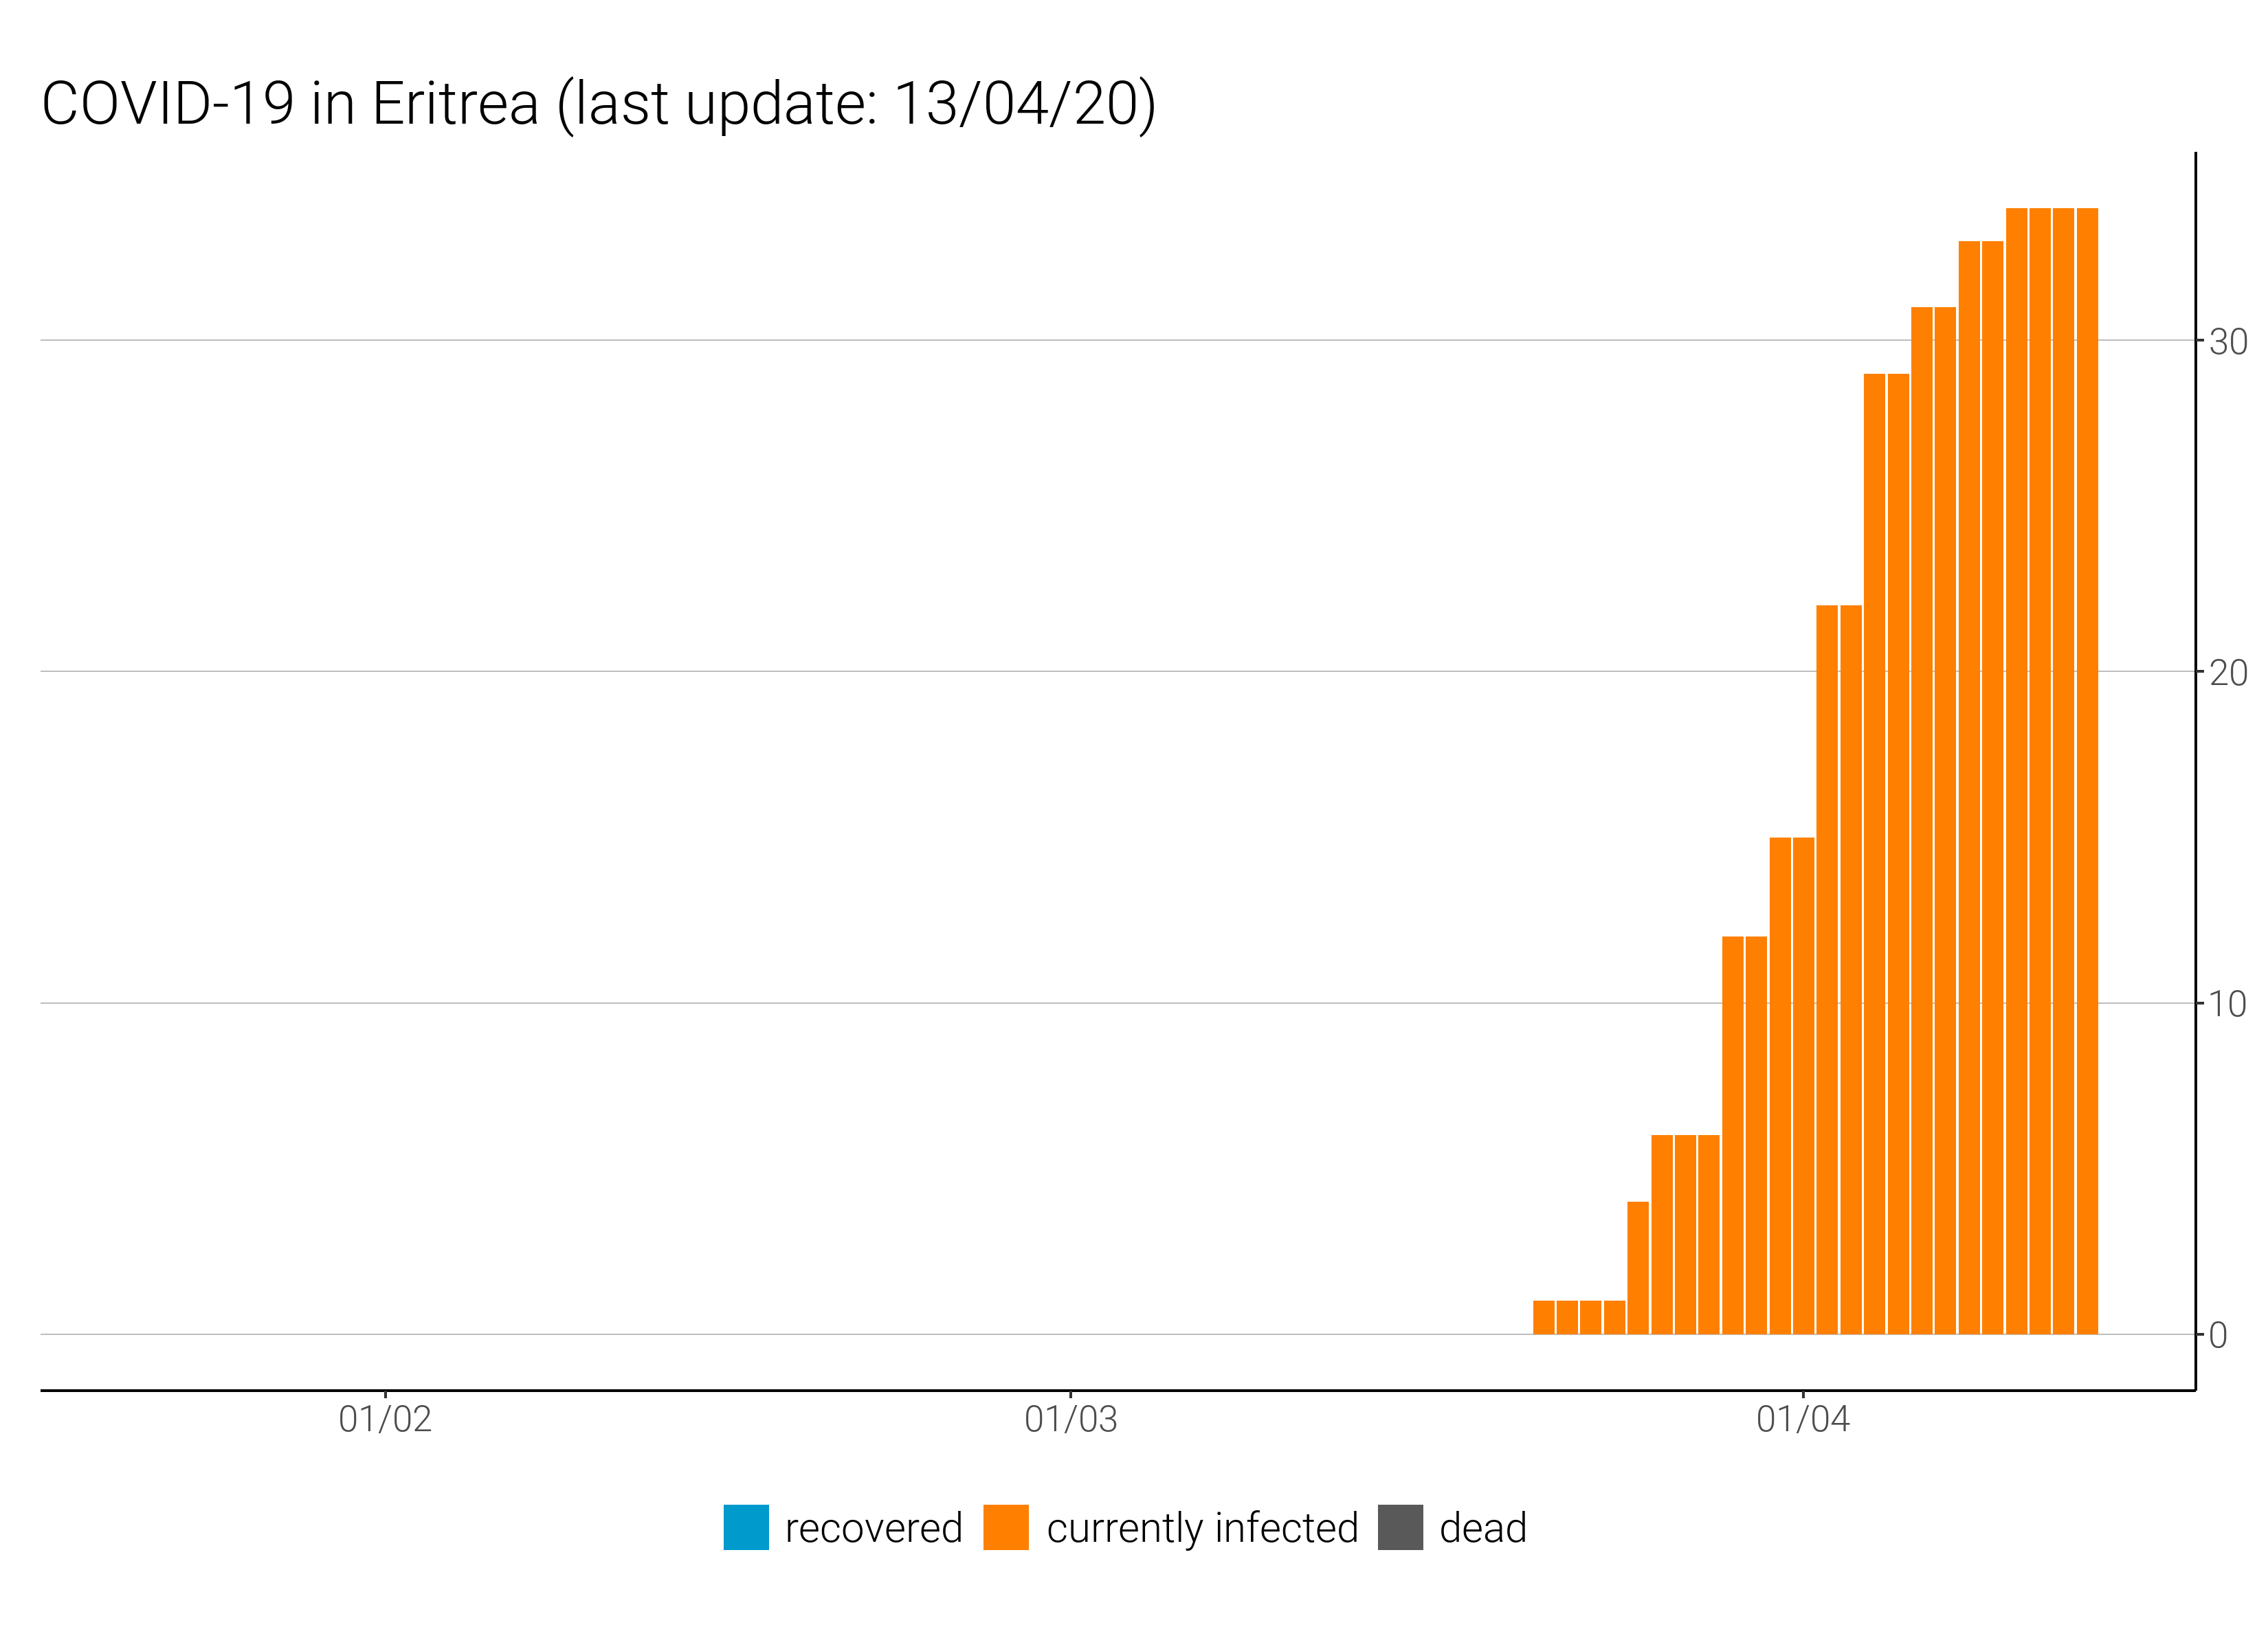 COVID-19 in Eritrea (last update: 13/04/20)
30
20
10
0
01/02 01/03 01/04
recovered currently infected dead